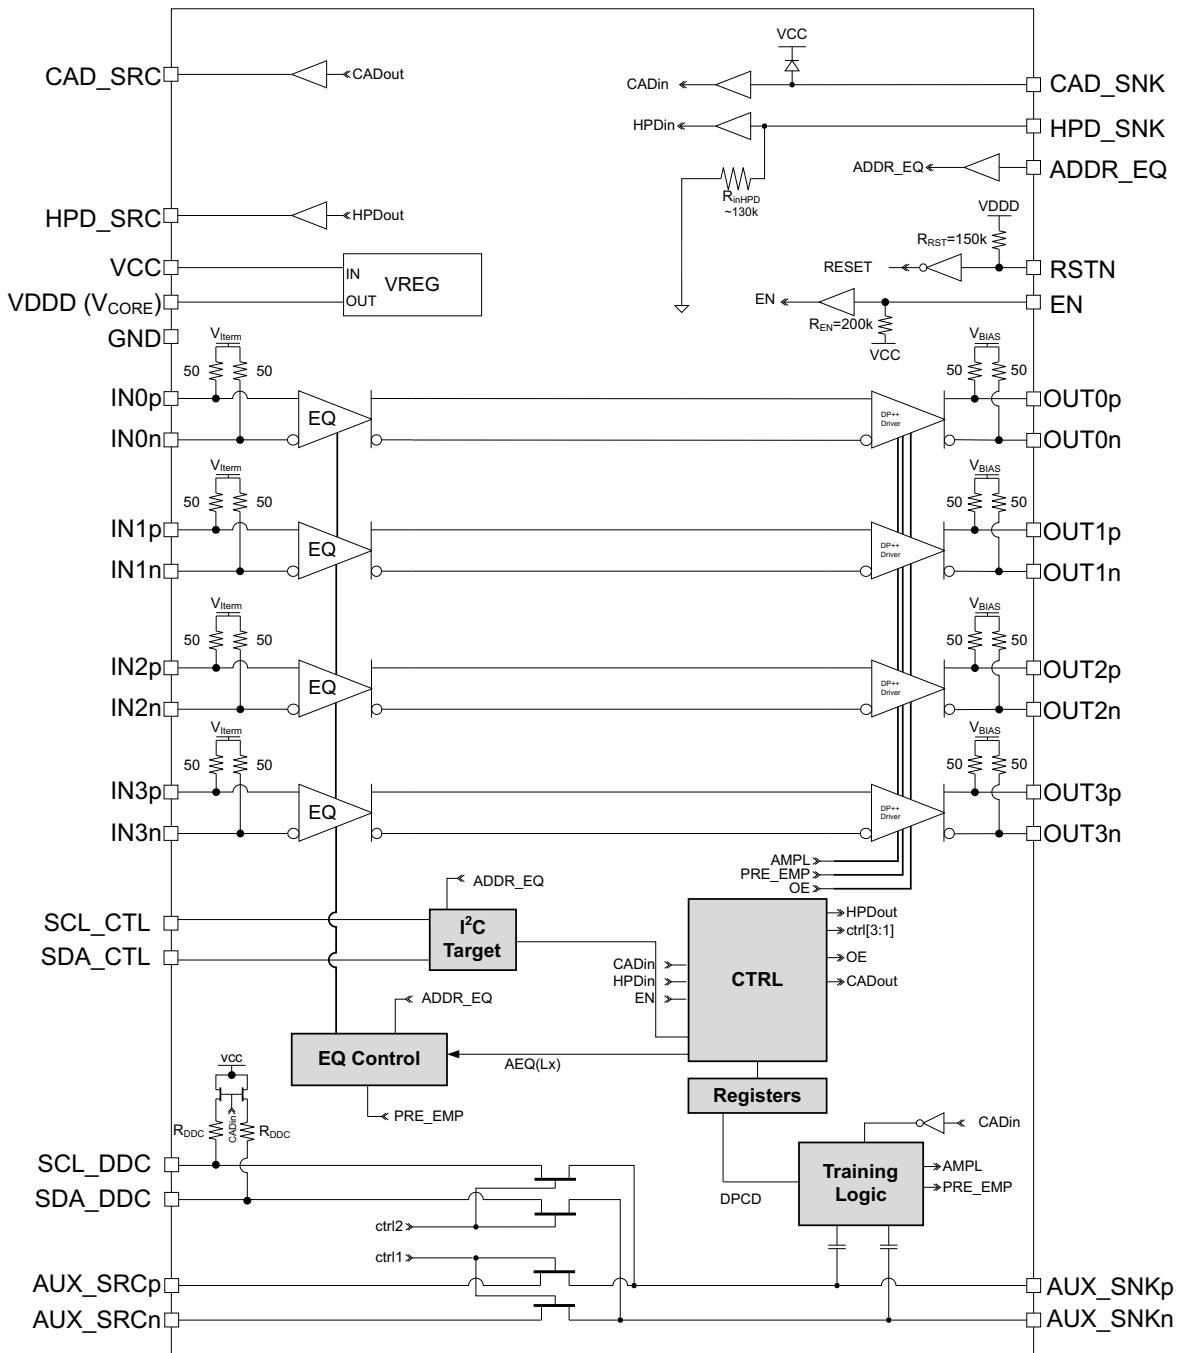 VCC
CAD_SRC
CADout
CADin
CAD_SNK
HPDin
HPD_SNK
ADDR_EQ
ADDR_EQ
RinHPD
~130k
VDDD
HPD_SRC
HPDout
RRST=150k
VCC
IN
VREG
RESET
RSTN
VDDD (VCORE)
OUT
EN
EN
REN=200k
GND
VCC
VIterm
VBIAS
50 50
50 50
IN0p
EQ
DP++
Driver
OUT0p
IN0n
OUT0n
VIterm
VBIAS
50 50
50 50
IN1p
EQ
DP++
Driver
OUT1p
IN1n
OUT1n
VIterm
VBIAS
50 50
50 50
IN2p
EQ
DP++
Driver
OUT2p
IN2n
OUT2n
VIterm
VBIAS
50 50
50 50
IN3p
EQ
DP++
Driver
OUT3p
IN3n
OUT3n
AMPL
PRE_EMP
OE
ADDR_EQ
SCL_CTL
SDA_CTL
I²C
Target
CADin
HPDin
EN
CTRL
HPDout
ctrl[3:1]
OE
CADout
ADDR_EQ
EQ Control
AEQ(Lx)
PRE_EMP
Registers
vcc
CADin
RDDC
RDDC
CADin
SCL_DDC
SDA_DDC
Training
Logic
AMPL
PRE_EMP
DPCD
ctrl2
ctrl1
AUX_SRCp
AUX_SNKp
AUX_SRCn
AUX_SNKn